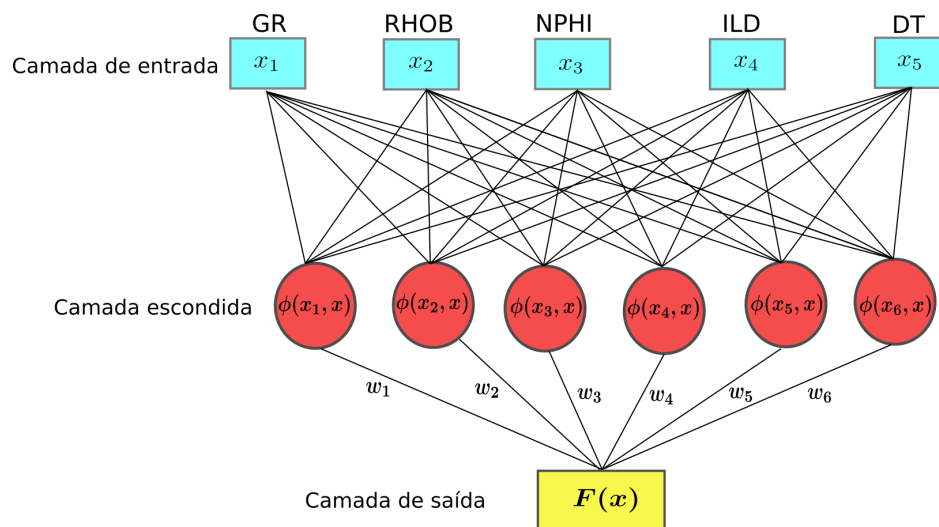 GR RHOB NPHI ILD DT
Camada de entrada x₁ x₂ x₃ x₄ x₅
Camada escondida ϕ(x₁, x) ϕ(x₂, x) ϕ(x₃, x) ϕ(x₄, x) ϕ(x₅, x) ϕ(x₆, x)
w₁ w₂ w₃ w₄ w₅ w₆
Camada de saída F(x)